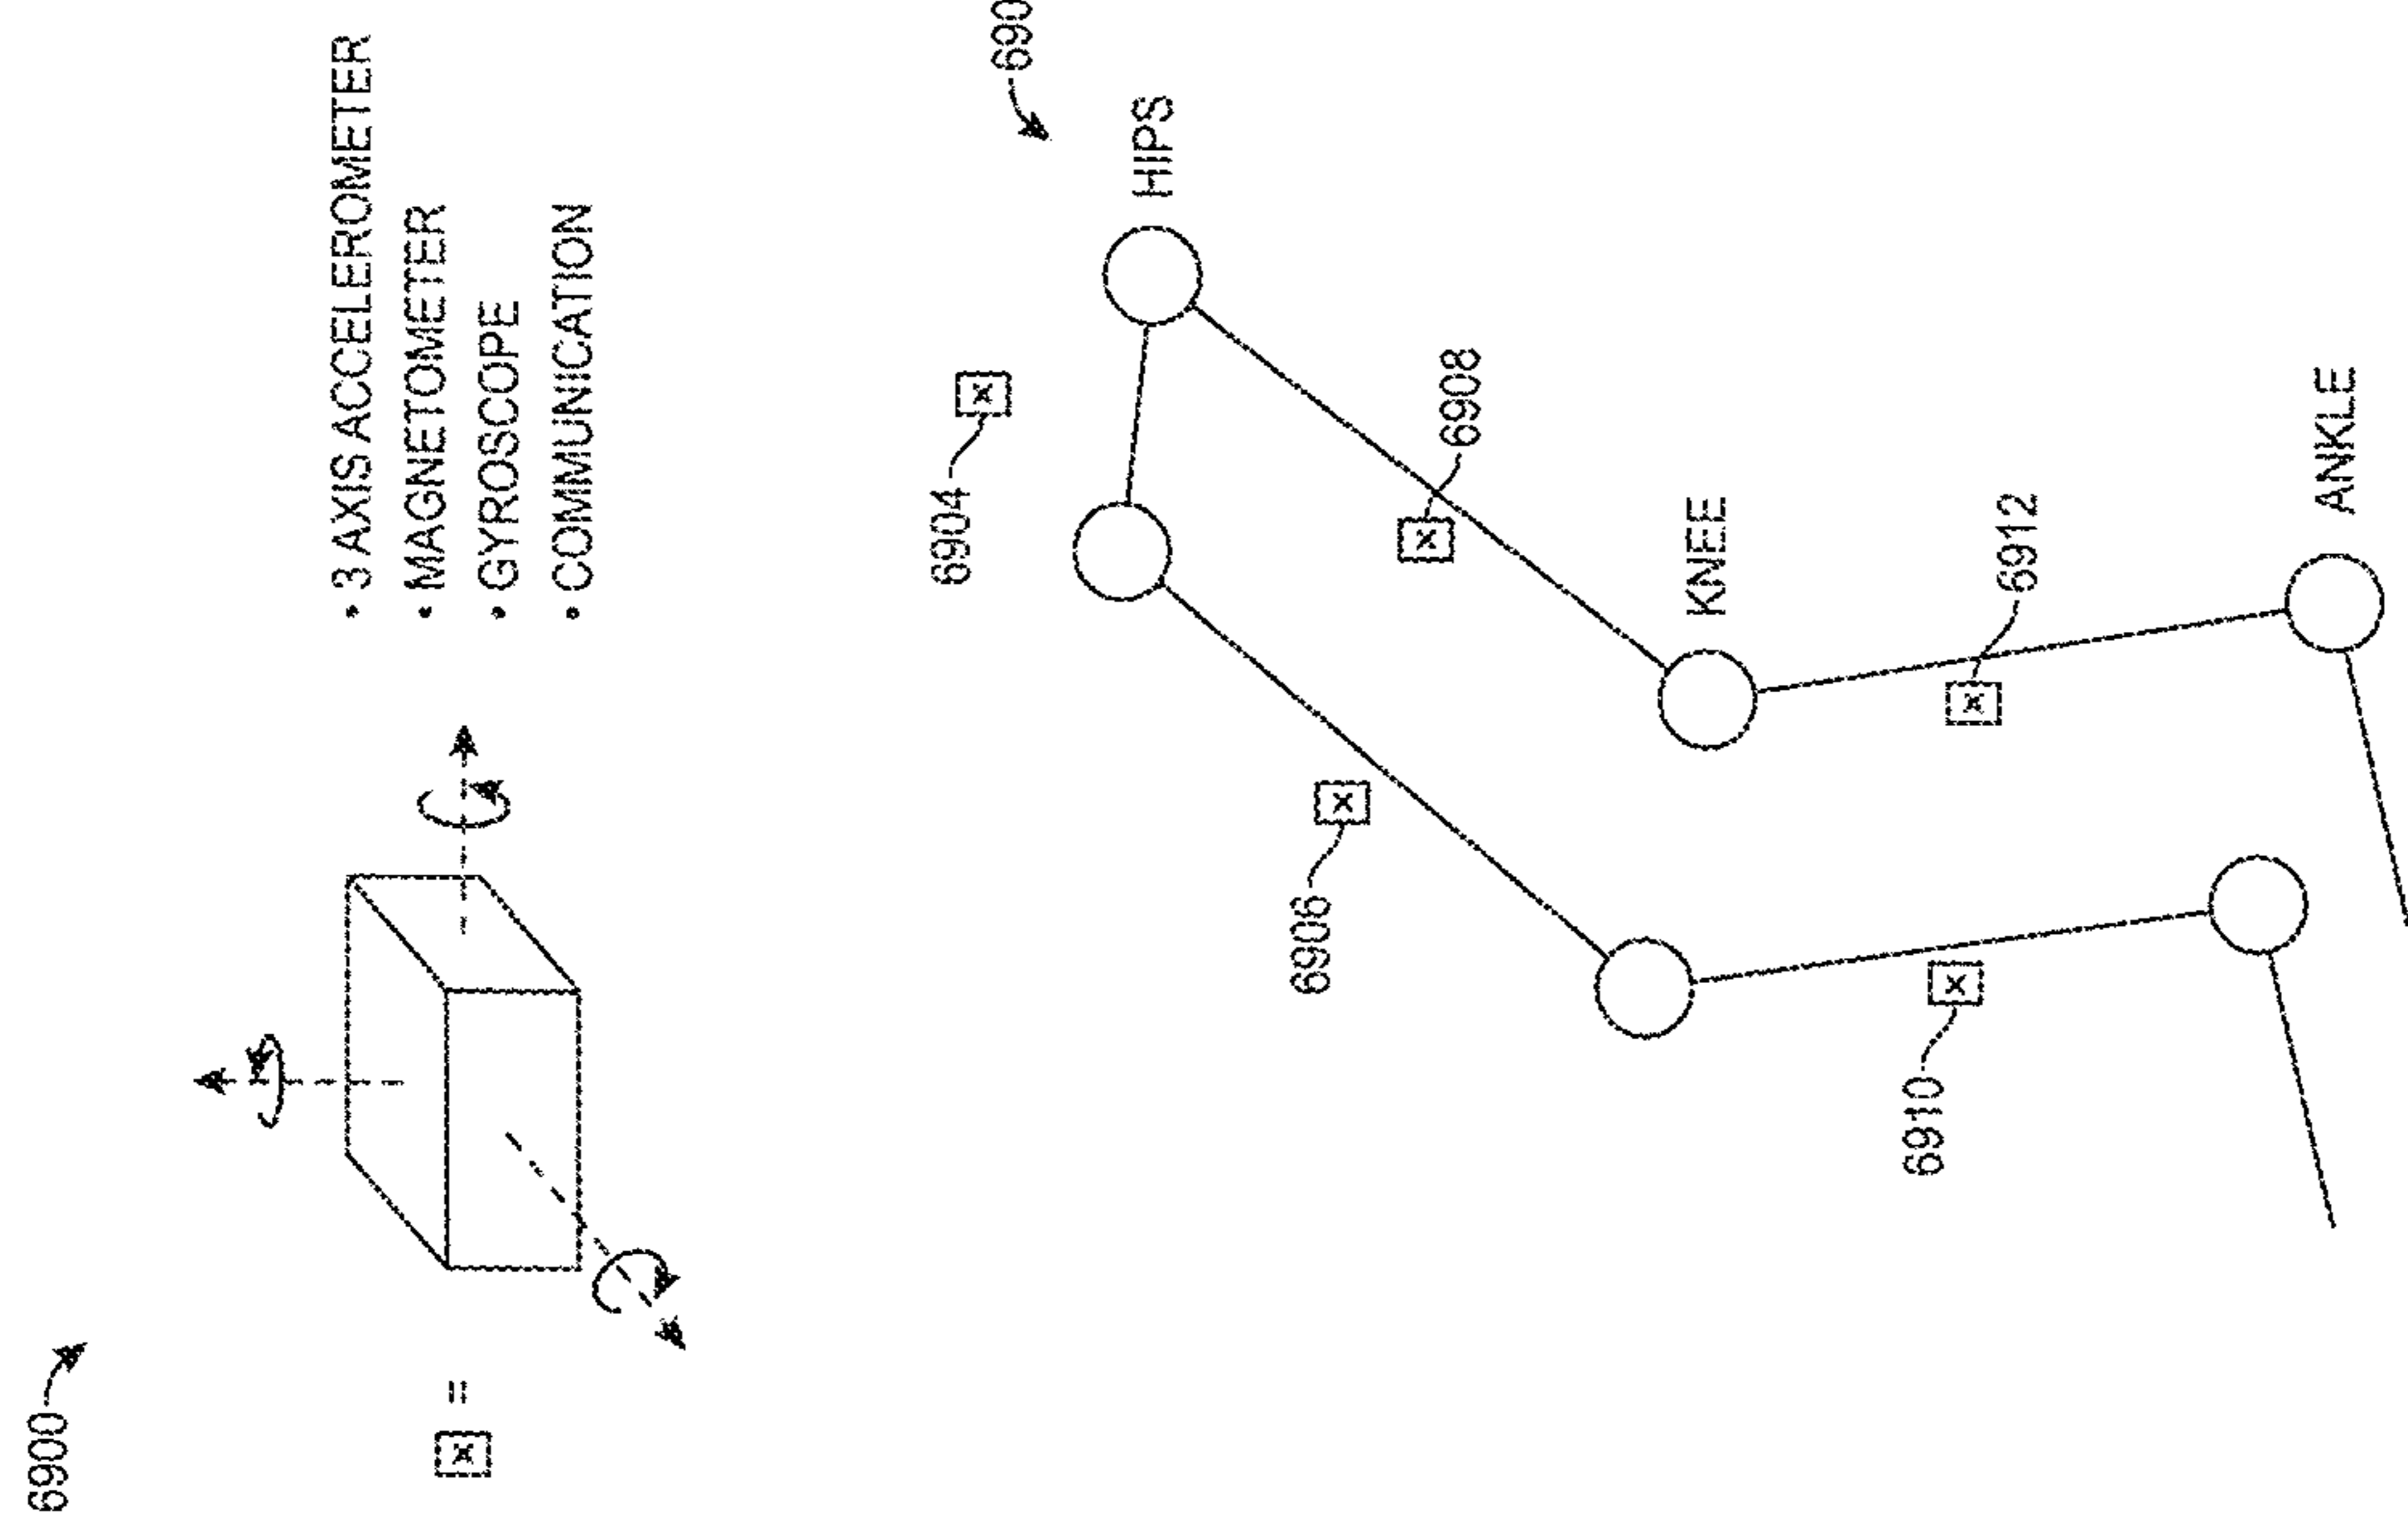 6900
• 3 AXIS ACCELEROMETER
• MAGNETOMETER
x =
• GYROSCOPE
• COMMUNICATION
6904
x
HIPS
6906
x
x
6908
KNEE
6910
x
x
6912
ANKLE